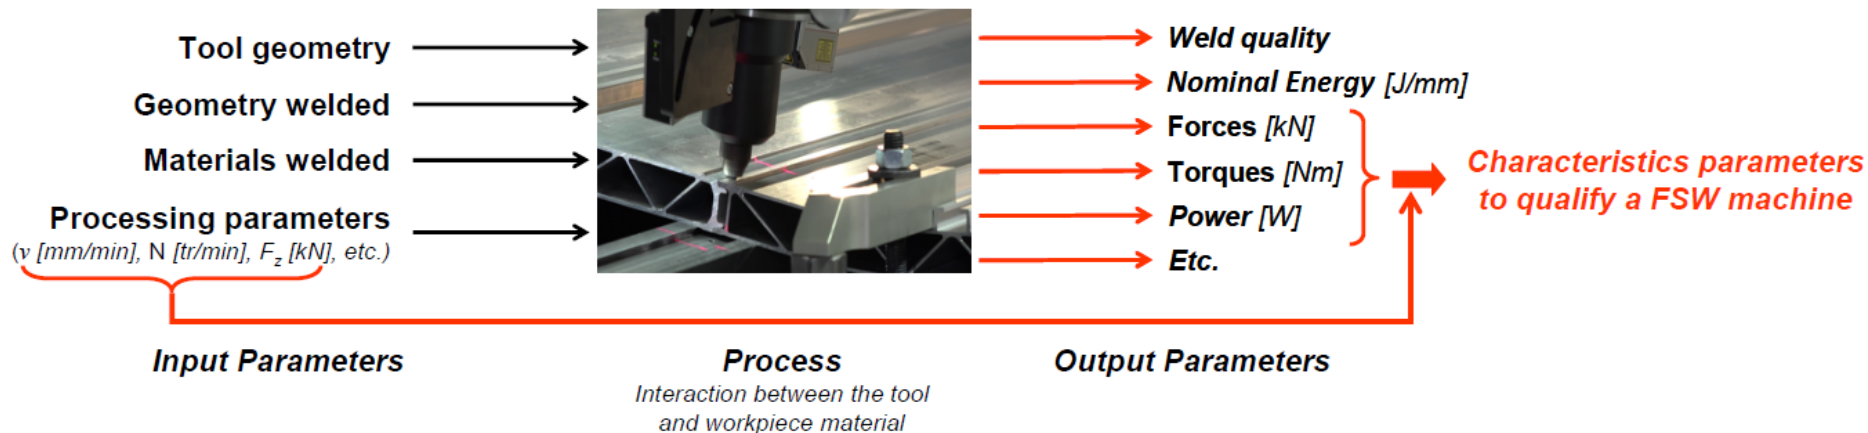 Tool geometry
Geometry welded
Materials welded
Processing parameters
(v [mm/min], N [tr/min], Fz [kN], etc.)
Input Parameters
Process
Interaction between the tool
and workpiece material
Weld quality
Nominal Energy [J/mm]
Forces [kN]
Torques [Nm]
Power [W]
Etc.
Output Parameters
Characteristics parameters
to qualify a FSW machine